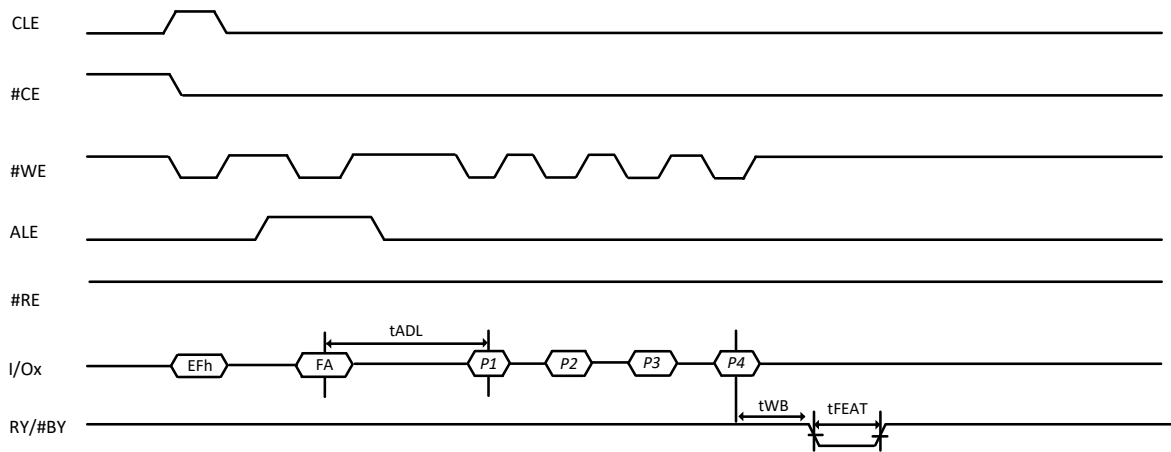 CLE
#CE
#WE
ALE
#RE
tADL
I/Ox EFh FA P1 P2 P3 P4
tWB tFEAT
RY/#BY